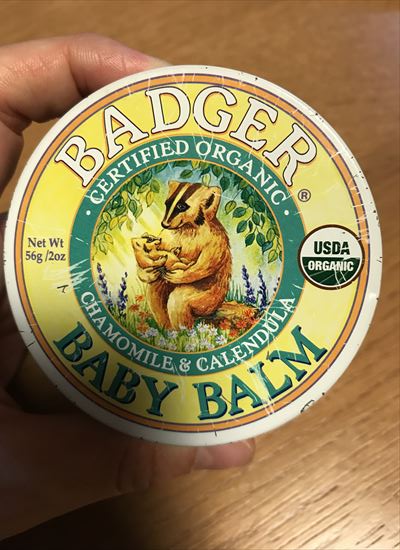 BADGER®
· CERTIFIED ORGANIC ·
Net Wt
56g/2oz
USDA
ORGANIC
CHAMOMILE & CALENDULA
BABY BALM